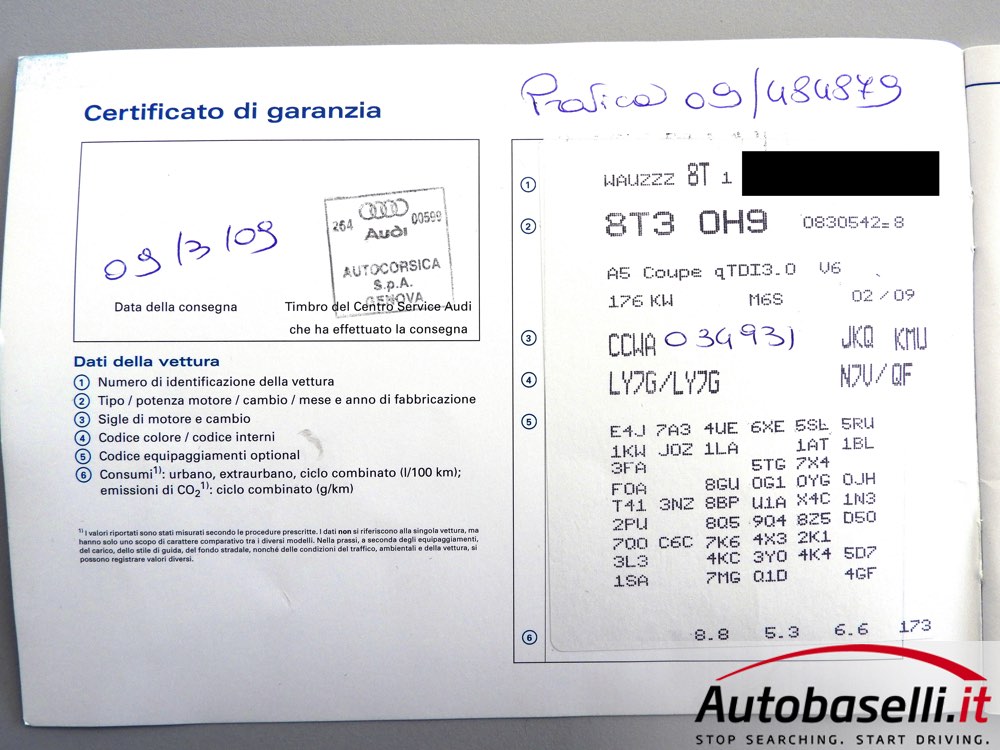 Pratica 09/484879
Certificato di garanzia
09/3/09
264 00599
Audi
AUTOCORSICA
S.p.A.
GENOVA
Data della consegna
Timbro del Centro Service Audi
che ha effettuato la consegna
Dati della vettura
1 Numero di identificazione della vettura
2 Tipo / potenza motore / cambio / mese e anno di fabbricazione
3 Sigle di motore e cambio
4 Codice colore / codice interni
5 Codice equipaggiamenti optional
6 Consumi1): urbano, extraurbano, ciclo combinato (l/100 km);
emissioni di CO2 1): ciclo combinato (g/km)
1) I valori riportati sono stati misurati secondo le procedure prescritte. I dati non si riferiscono alla singola vettura, ma
hanno solo uno scopo di carattere comparativo tra i diversi modelli. Nella prassi, a seconda degli equipaggiamenti,
del carico, dello stile di guida, del fondo stradale, nonché delle condizioni del traffico, ambientali e della vettura, si
possono registrare valori diversi.
1 WAUZZZ 8T 1
2 8T3 0H9 0830542=8
A5 Coupe qTDI3.0 V6
176 KW M6S 02/09
3 CCWA 034931 JKQ KMU
4 LY7G/LY7G N7V/QF
5 E4J 7A3 4UE 6XE 5SL 5RU
1KW J0Z 1LA 1AT 1BL
3FA 5TG 7X4
F0A 8GU 0G1 0YG 0JH
T41 3NZ 8BP U1A X4C 1N3
2PU 8Q5 9Q4 8Z5 D50
7Q0 C6C 7K6 4X3 2K1
3L3 4KC 3Y0 4K4 5D7
1SA 7MG Q1D 4GF
6 8.8 5.3 6.6 173
Autobaselli.it
STOP SEARCHING. START DRIVING.